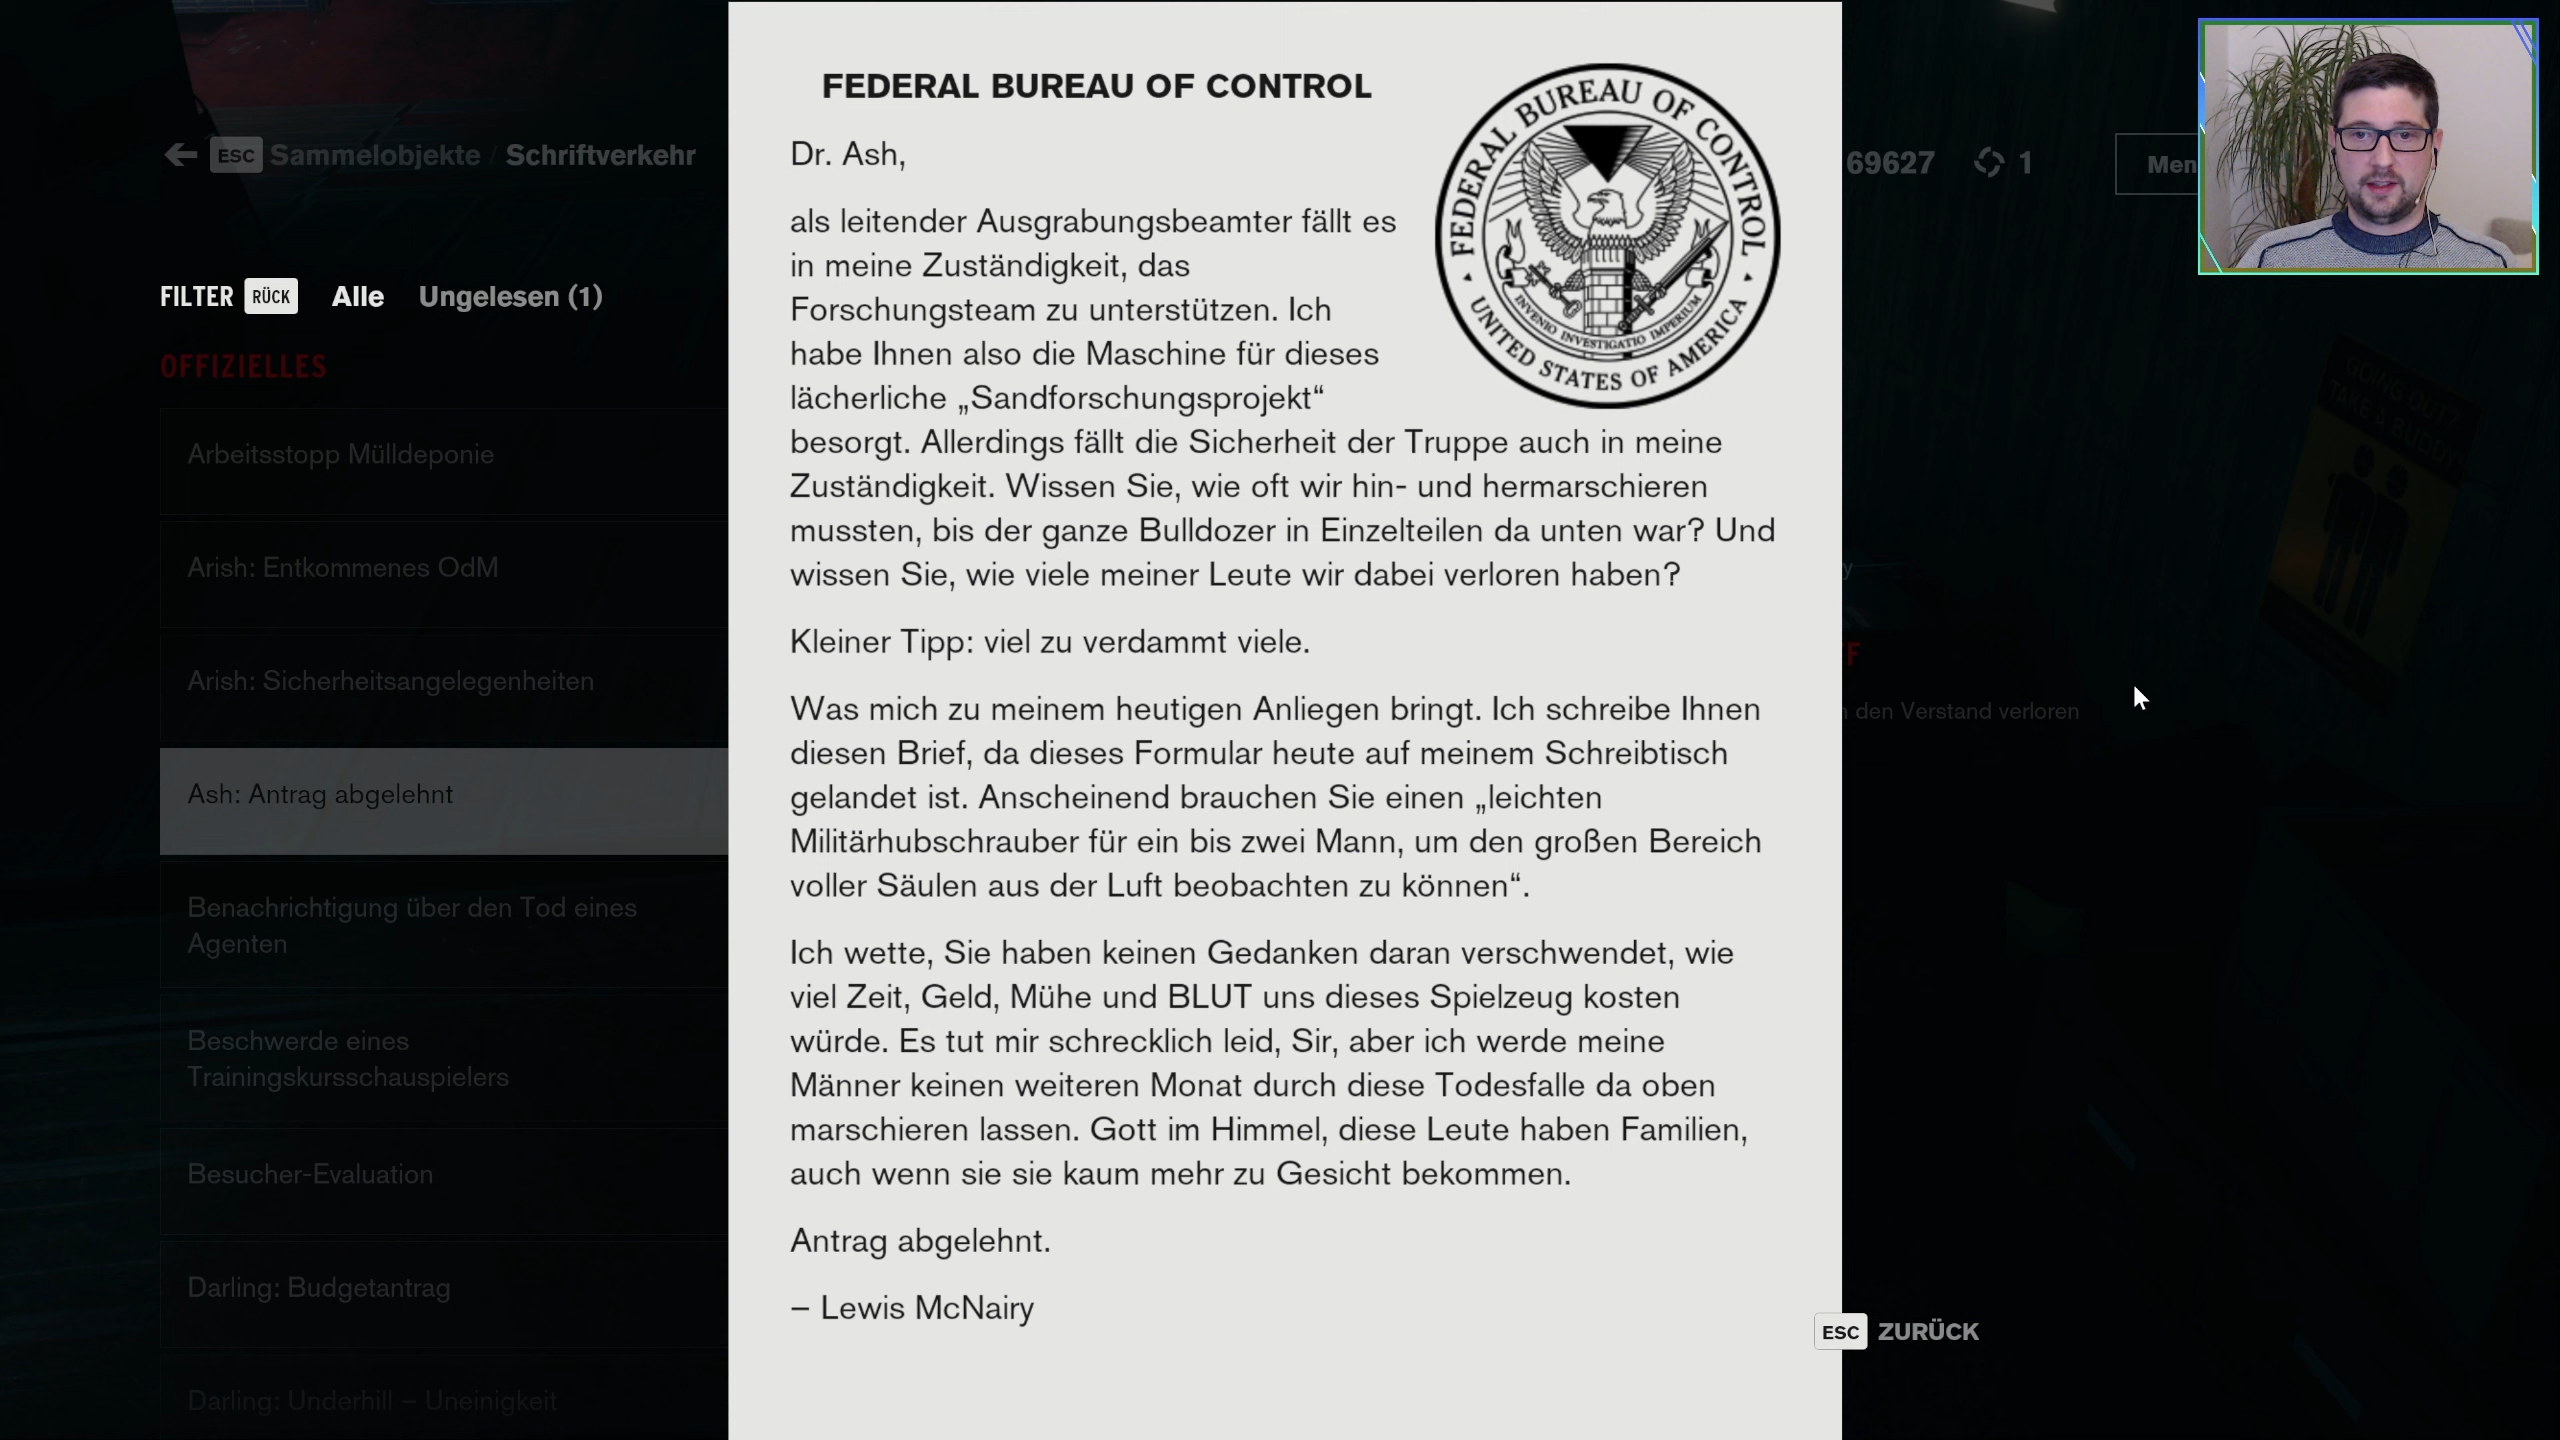 FEDERAL BUREAU OF CONTROL
Dr. Ash,
als leitender Ausgrabungsbeamter fällt es
in meine Zuständigkeit, das
Forschungsteam zu unterstützen. Ich
habe Ihnen also die Maschine für dieses
lächerliche „Sandforschungsprojekt“
besorgt. Allerdings fällt die Sicherheit der Truppe auch in meine
Zuständigkeit. Wissen Sie, wie oft wir hin- und hermarschieren
mussten, bis der ganze Bulldozer in Einzelteilen da unten war? Und
wissen Sie, wie viele meiner Leute wir dabei verloren haben?
Kleiner Tipp: viel zu verdammt viele.
Was mich zu meinem heutigen Anliegen bringt. Ich schreibe Ihnen
diesen Brief, da dieses Formular heute auf meinem Schreibtisch
gelandet ist. Anscheinend brauchen Sie einen „leichten
Militärhubschrauber für ein bis zwei Mann, um den großen Bereich
voller Säulen aus der Luft beobachten zu können“.
Ich wette, Sie haben keinen Gedanken daran verschwendet, wie
viel Zeit, Geld, Mühe und BLUT uns dieses Spielzeug kosten
würde. Es tut mir schrecklich leid, Sir, aber ich werde meine
Männer keinen weiteren Monat durch diese Todesfalle da oben
marschieren lassen. Gott im Himmel, diese Leute haben Familien,
auch wenn sie sie kaum mehr zu Gesicht bekommen.
Antrag abgelehnt.
– Lewis McNairy
FEDERAL BUREAU OF CONTROL
UNITED STATES OF AMERICA
INVENIO INVESTIGATIO IMPERIUM
ESC Sammelobjekte / Schriftverkehr
FILTER RÜCK Alle Ungelesen (1)
OFFIZIELLES
Arbeitsstopp Mülldeponie
Arish: Entkommenes OdM
Arish: Sicherheitsangelegenheiten
Ash: Antrag abgelehnt
Benachrichtigung über den Tod eines
Agenten
Beschwerde eines
Trainingskursschauspielers
Besucher-Evaluation
Darling: Budgetantrag
Darling: Underhill – Uneinigkeit
69627 1
Men
GOING OUT?
TAKE A BUDDY
den Verstand verloren
ESC ZURÜCK